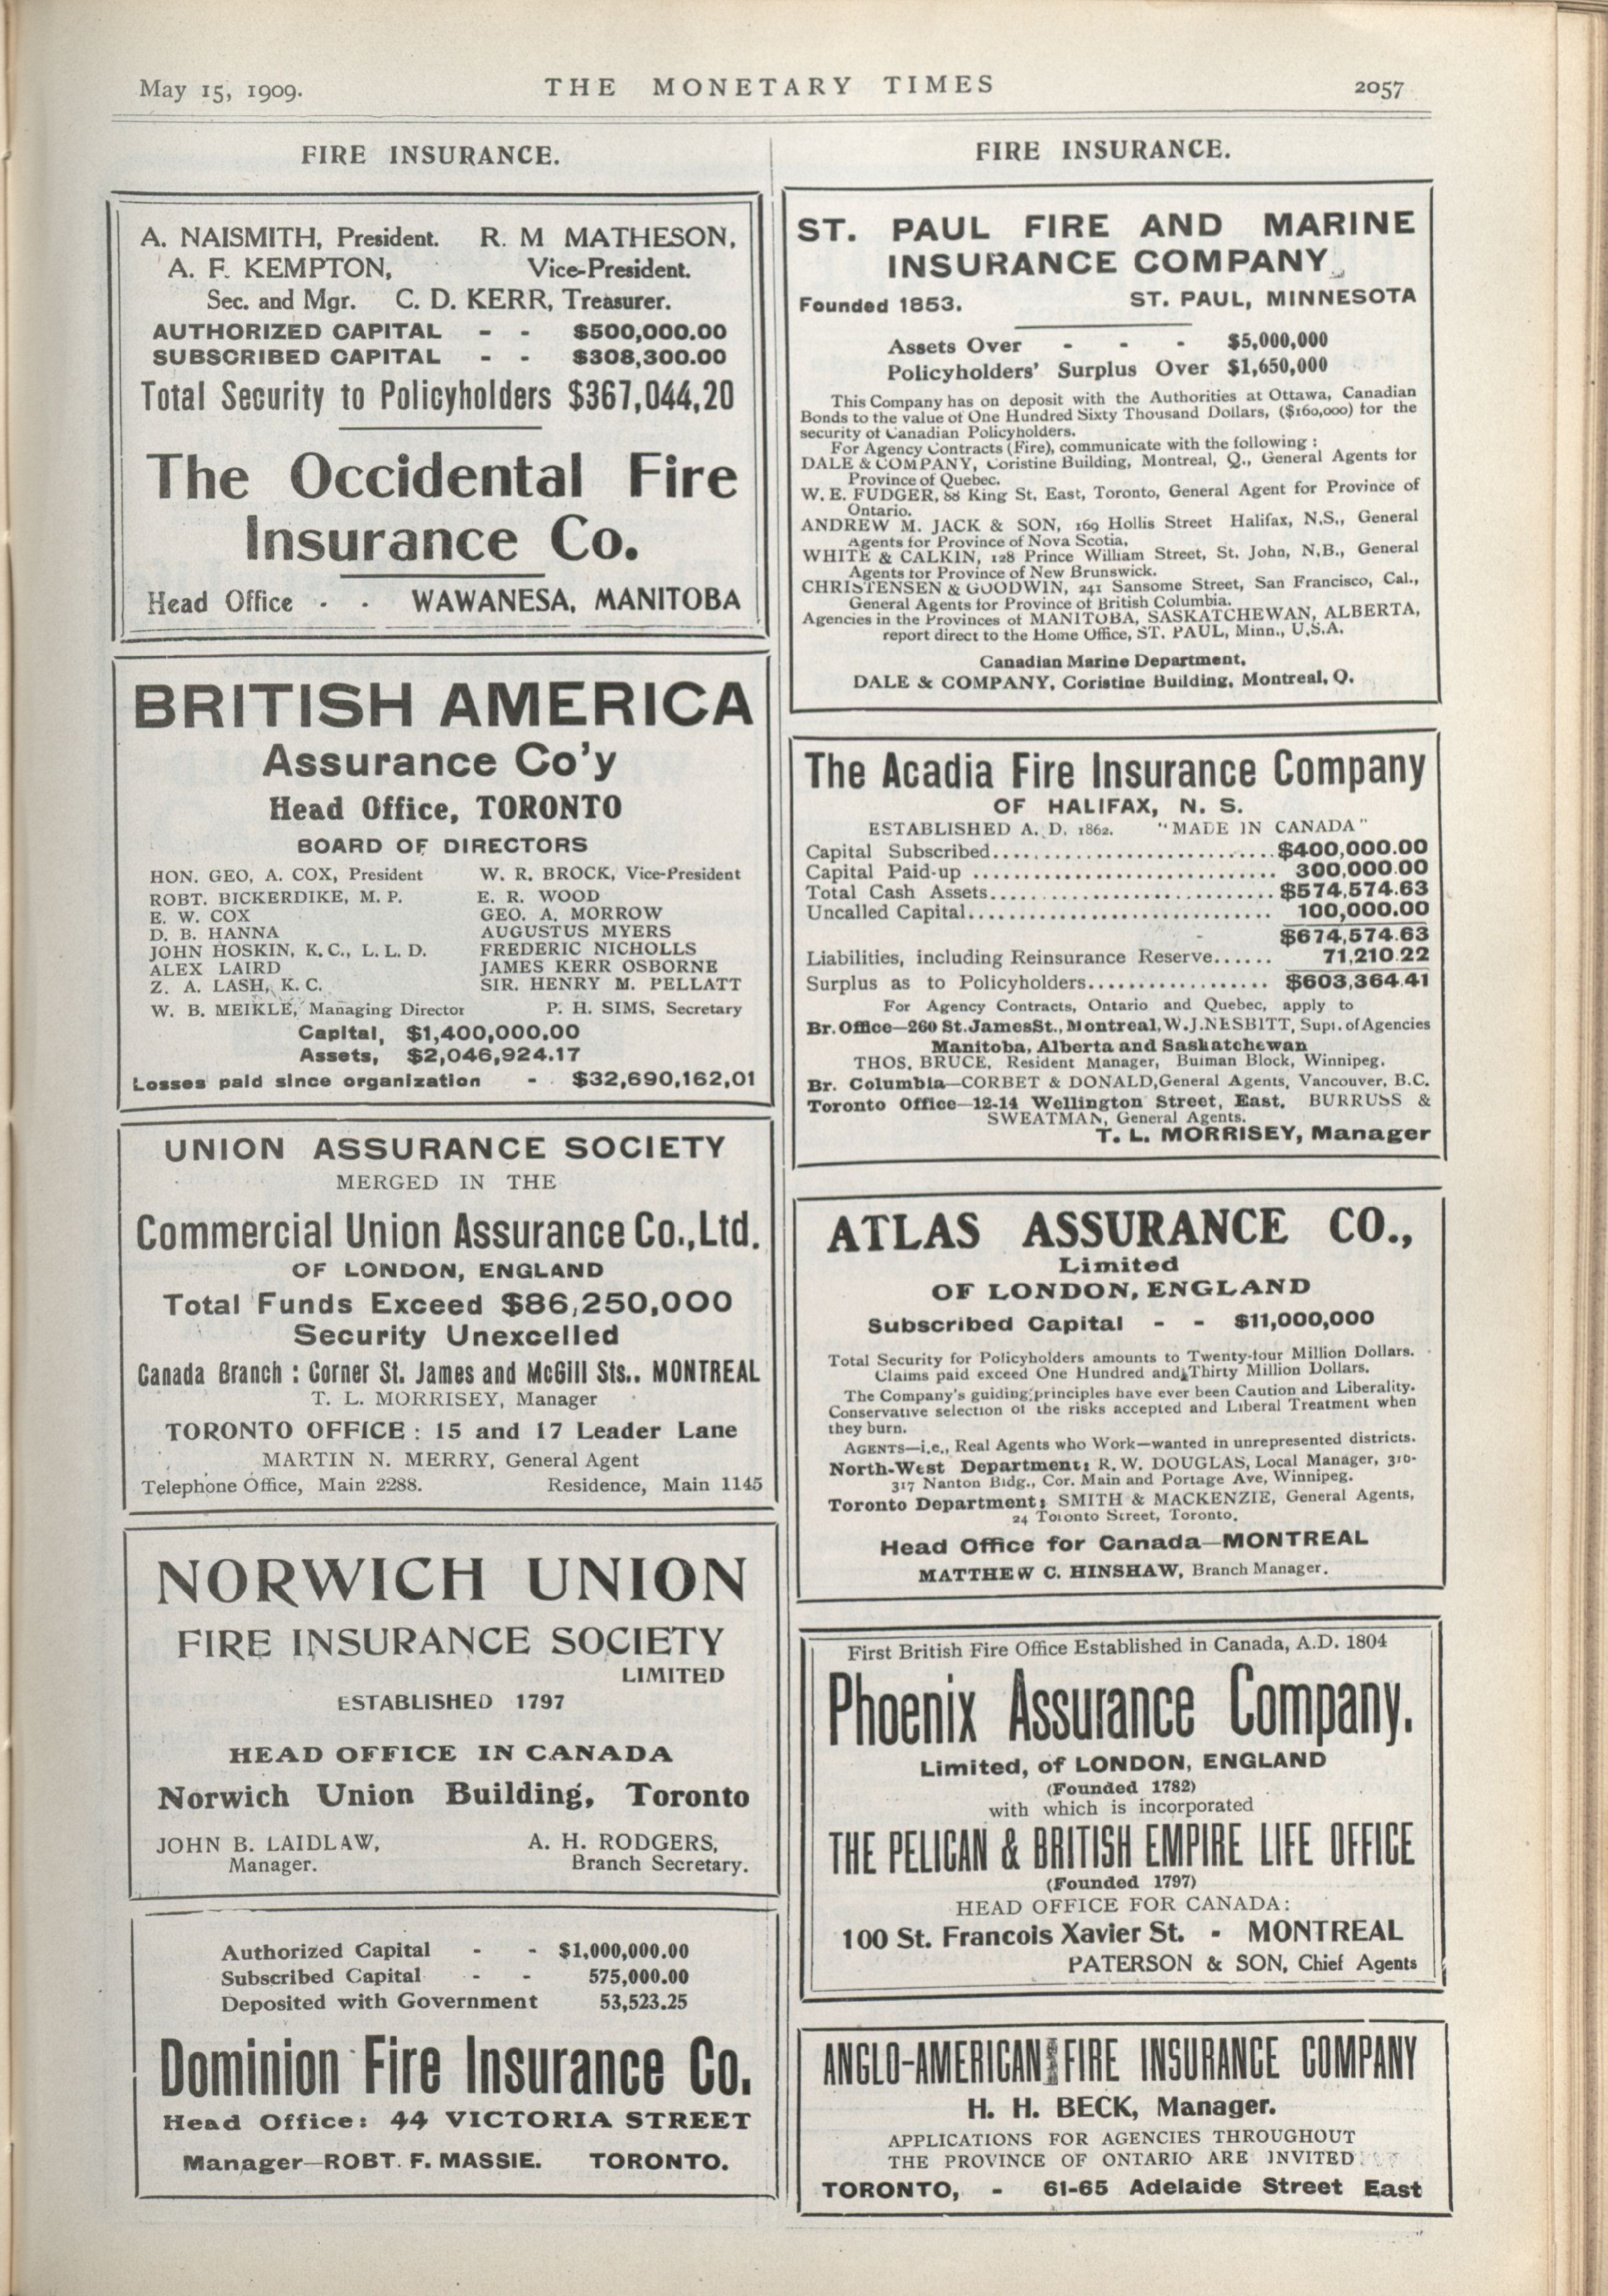 May 15, 1909.
THE MONETARY TIMES
2057
FIRE INSURANCE.
A. NAISMITH, President. R. M MATHESON,
A. F. KEMPTON, Vice-President.
Sec. and Mgr. C. D. KERR, Treasurer.
AUTHORIZED CAPITAL - - $500,000.00
SUBSCRIBED CAPITAL - - $308,300.00
Total Security to Policyholders $367,044,20
The Occidental Fire
Insurance Co.
Head Office - - WAWANESA, MANITOBA
BRITISH AMERICA
Assurance Co'y
Head Office, TORONTO
BOARD OF DIRECTORS
HON. GEO, A. COX, President W. R. BROCK, Vice-President
ROBT. BICKERDIKE, M. P. E. R. WOOD
E. W. COX GEO. A. MORROW
D. B. HANNA AUGUSTUS MYERS
JOHN HOSKIN, K. C., L. L. D. FREDERIC NICHOLLS
ALEX LAIRD JAMES KERR OSBORNE
Z. A. LASH, K. C. SIR. HENRY M. PELLATT
W. B. MEIKLE, Managing Director P. H. SIMS, Secretary
Capital, $1,400,000,00
Assets, $2,046,924.17
Losses paid since organization - $32,690,162,01
UNION ASSURANCE SOCIETY
MERGED IN THE
Commercial Union Assurance Co., Ltd.
OF LONDON, ENGLAND
Total Funds Exceed $86,250,000
Security Unexcelled
Canada Branch : Corner St. James and McGill Sts.. MONTREAL
T. L. MORRISEY, Manager
TORONTO OFFICE : 15 and 17 Leader Lane
MARTIN N. MERRY, General Agent
Telephone Office, Main 2288. Residence, Main 1145
NORWICH UNION
FIRE INSURANCE SOCIETY
LIMITED
ESTABLISHED 1797
HEAD OFFICE IN CANADA
Norwich Union Building, Toronto
JOHN B. LAIDLAW, A. H. RODGERS,
Manager. Branch Secretary.
Authorized Capital - - $1,000,000.00
Subscribed Capital - - 575,000.00
Deposited with Government 53,523.25
Dominion Fire Insurance Co.
Head Office: 44 VICTORIA STREET
Manager—ROBT. F. MASSIE. TORONTO.
FIRE INSURANCE.
ST. PAUL FIRE AND MARINE
INSURANCE COMPANY
Founded 1853. ST. PAUL, MINNESOTA
Assets Over - - - $5,000,000
Policyholders' Surplus Over $1,650,000
This Company has on deposit with the Authorities at Ottawa, Canadian
Bonds to the value of One Hundred Sixty Thousand Dollars, ($160,000) for the
security of Canadian Policyholders.
For Agency Contracts (Fire), communicate with the following :
DALE & COMPANY, Coristine Building, Montreal, Q., General Agents for
Province of Quebec.
W. E. FUDGER, 88 King St. East, Toronto, General Agent for Province of
Ontario.
ANDREW M. JACK & SON, 169 Hollis Street Halifax, N.S., General
Agents for Province of Nova Scotia.
WHITE & CALKIN, 128 Prince William Street, St. John, N.B., General
Agents for Province of New Brunswick.
CHRISTENSEN & GOODWIN, 241 Sansome Street, San Francisco, Cal.,
General Agents for Province of British Columbia.
Agencies in the Provinces of MANITOBA, SASKATCHEWAN, ALBERTA,
report direct to the Home Office, ST. PAUL, Minn., U.S.A.
Canadian Marine Department,
DALE & COMPANY, Coristine Building, Montreal, Q.
The Acadia Fire Insurance Company
OF HALIFAX, N. S.
ESTABLISHED A. D. 1862. "MADE IN CANADA"
Capital Subscribed............................$400,000.00
Capital Paid-up .............................. 300,000.00
Total Cash Assets............................$574,574.63
Uncalled Capital.............................. 100,000.00
$674,574.63
Liabilities, including Reinsurance Reserve...... 71,210.22
Surplus as to Policyholders.................. $603,364.41
For Agency Contracts, Ontario and Quebec, apply to
Br. Office—260 St. James St., Montreal, W. J. NESBITT, Supt. of Agencies
Manitoba, Alberta and Saskatchewan
THOS. BRUCE, Resident Manager, Bulman Block, Winnipeg.
Br. Columbia—CORBET & DONALD, General Agents, Vancouver, B.C.
Toronto Office—12-14 Wellington Street, East. BURRUSS &
SWEATMAN, General Agents.
T. L. MORRISEY, Manager
ATLAS ASSURANCE CO.,
Limited
OF LONDON, ENGLAND
Subscribed Capital - - $11,000,000
Total Security for Policyholders amounts to Twenty-four Million Dollars.
Claims paid exceed One Hundred and Thirty Million Dollars.
The Company's guiding principles have ever been Caution and Liberality.
Conservative selection of the risks accepted and Liberal Treatment when
they burn.
AGENTS—i.e., Real Agents who Work—wanted in unrepresented districts.
North-West Department: R. W. DOUGLAS, Local Manager, 310-
317 Nanton Bldg., Cor. Main and Portage Ave, Winnipeg.
Toronto Department: SMITH & MACKENZIE, General Agents,
24 Toronto Street, Toronto.
Head Office for Canada—MONTREAL
MATTHEW C. HINSHAW, Branch Manager.
First British Fire Office Established in Canada, A.D. 1804
Phoenix Assurance Company.
Limited, of LONDON, ENGLAND
(Founded 1782)
with which is incorporated
THE PELICAN & BRITISH EMPIRE LIFE OFFICE
(Founded 1797)
HEAD OFFICE FOR CANADA:
100 St. Francois Xavier St. - MONTREAL
PATERSON & SON, Chief Agents
ANGLO-AMERICAN FIRE INSURANCE COMPANY
H. H. BECK, Manager.
APPLICATIONS FOR AGENCIES THROUGHOUT
THE PROVINCE OF ONTARIO ARE INVITED
TORONTO, - 61-65 Adelaide Street East